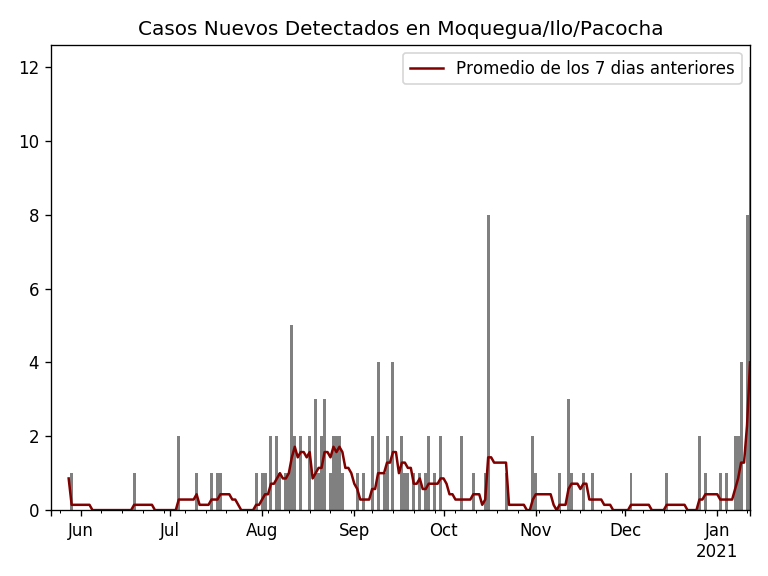 Casos Nuevos Detectados en Moquegua/Ilo/Pacocha
Promedio de los 7 dias anteriores
12
10
8
6
4
2
0
Jun Jul Aug Sep Oct Nov Dec Jan
2021